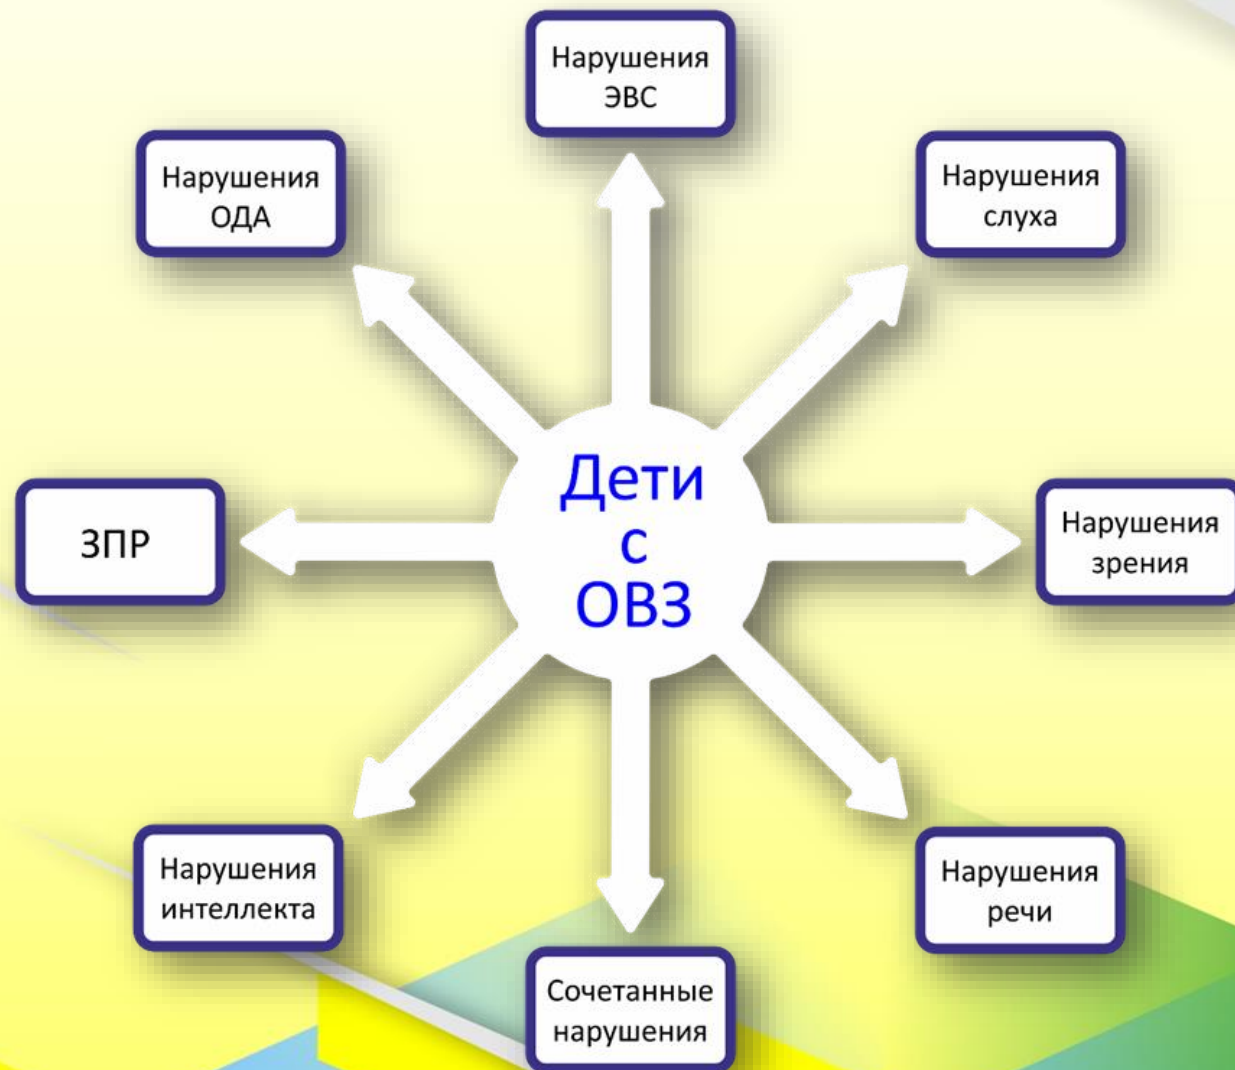 Нарушения
ЭВС
Нарушения
ОДА
Нарушения
слуха
ЗПР
Дети
с
ОВЗ
Нарушения
зрения
Нарушения
интеллекта
Нарушения
речи
Сочетанные
нарушения